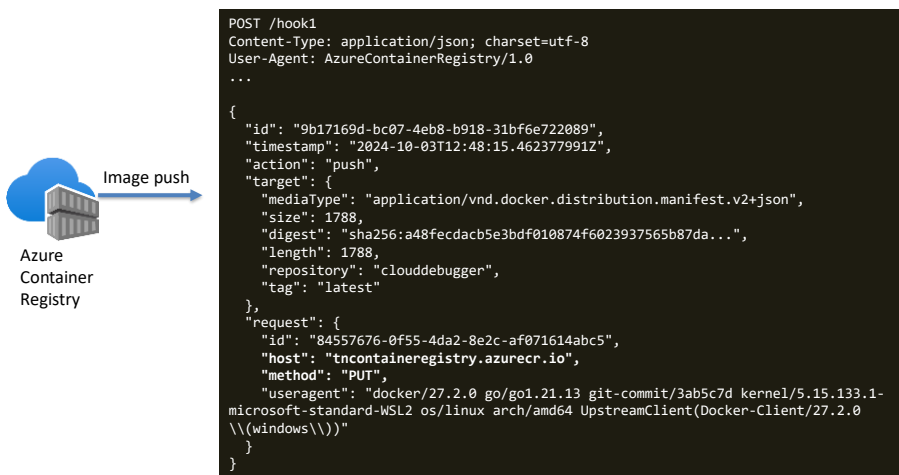 Image push
Azure
Container
Registry
POST /hook1
Content-Type: application/json; charset=utf-8
User-Agent: AzureContainerRegistry/1.0
...
{
  "id": "9b17169d-bc07-4eb8-b918-31bf6e722089",
  "timestamp": "2024-10-03T12:48:15.462377991Z",
  "action": "push",
  "target": {
    "mediaType": "application/vnd.docker.distribution.manifest.v2+json",
    "size": 1788,
    "digest": "sha256:a48fecdacb5e3bdf010874f6023937565b87da...",
    "length": 1788,
    "repository": "clouddebugger",
    "tag": "latest"
  },
  "request": {
    "id": "84557676-0f55-4da2-8e2c-af071614abc5",
    "host": "tncontaineregistry.azurecr.io",
    "method": "PUT",
    "useragent": "docker/27.2.0 go/go1.21.13 git-commit/3ab5c7d kernel/5.15.133.1-
microsoft-standard-WSL2 os/linux arch/amd64 UpstreamClient(Docker-Client/27.2.0
\\(windows\\))"
  }
}